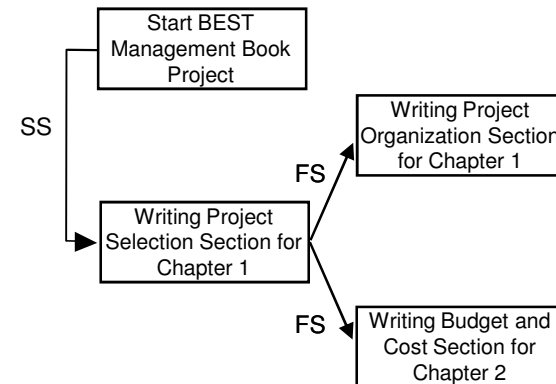 Start BEST
Management Book
Project
SS
Writing Project
Organization Section
for Chapter 1
FS
Writing Project
Selection Section for
Chapter 1
FS
Writing Budget and
Cost Section for
Chapter 2